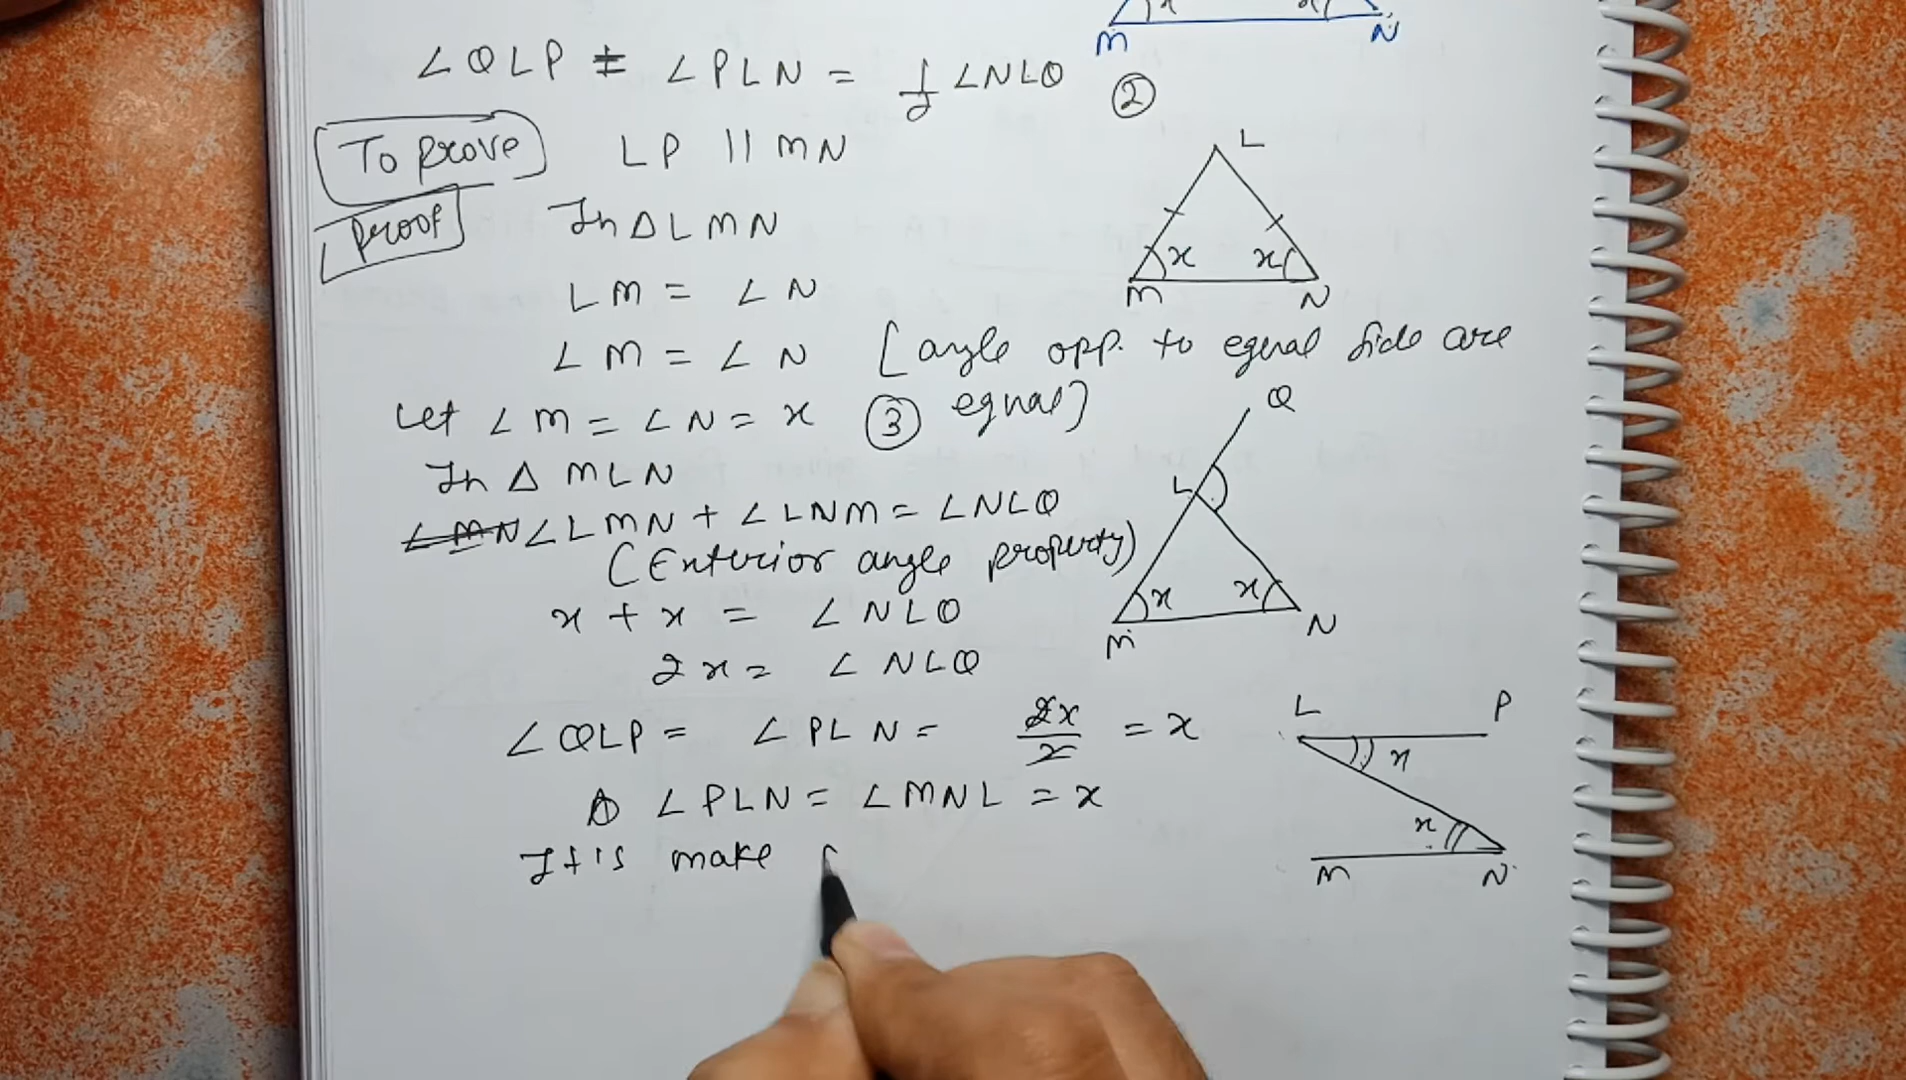 x x
M N
∠QLP ≠ ∠PLN = 1/2 ∠NLQ
To prove LP || MN
Proof In Δ LMN
LM = ∠N
∠M = ∠N [angle opp. to equal side are
equal]
Let ∠M = ∠N = x
In Δ MLN
∠LMN + ∠LNM = ∠NLQ
(Exterior angle property)
x + x = ∠NLQ
2x = ∠NLQ
∠QLP = ∠PLN = 2x/2 = x
∠PLN = ∠MNL = x
It is make
②
L
x x
M N
③
Q
L
x x
M N
L P
x
x
M N